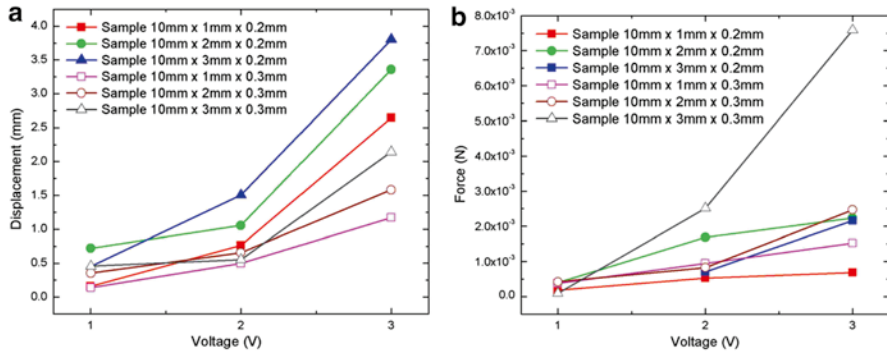 a
Sample 10mm x 1mm x 0.2mm
Sample 10mm x 2mm x 0.2mm
Sample 10mm x 3mm x 0.2mm
Sample 10mm x 1mm x 0.3mm
Sample 10mm x 2mm x 0.3mm
Sample 10mm x 3mm x 0.3mm
4.0
3.5
3.0
2.5
2.0
1.5
1.0
0.5
0.0
Displacement (mm)
1
2
3
Voltage (V)
b
Sample 10mm x 1mm x 0.2mm
Sample 10mm x 2mm x 0.2mm
Sample 10mm x 3mm x 0.2mm
Sample 10mm x 1mm x 0.3mm
Sample 10mm x 2mm x 0.3mm
Sample 10mm x 3mm x 0.3mm
8.0x10⁻³
7.0x10⁻³
6.0x10⁻³
5.0x10⁻³
4.0x10⁻³
3.0x10⁻³
2.0x10⁻³
1.0x10⁻³
0.0
Force (N)
1
2
3
Voltage (V)